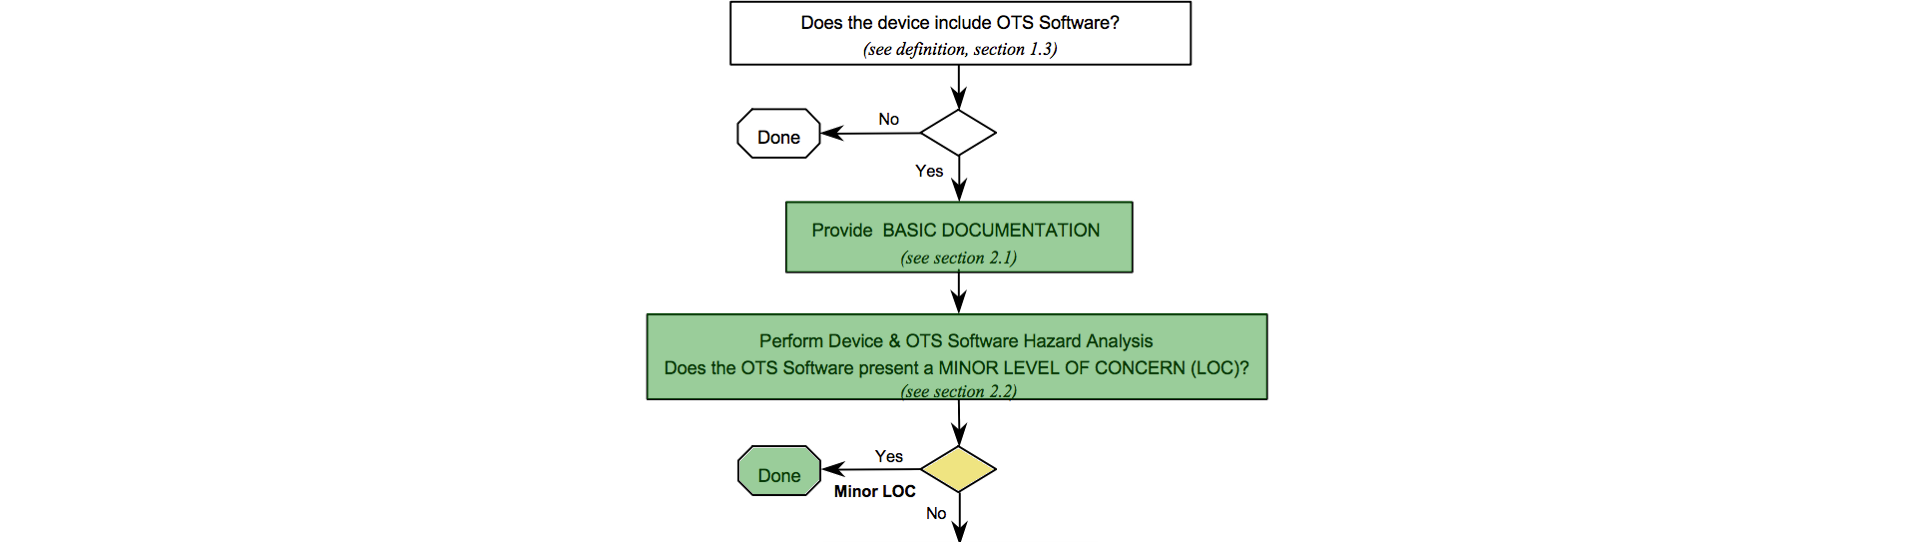 Does the device include OTS Software?
(see definition, section 1.3)
No
Done
Yes
Provide BASIC DOCUMENTATION
(see section 2.1)
Perform Device & OTS Software Hazard Analysis
Does the OTS Software present a MINOR LEVEL OF CONCERN (LOC)?
(see section 2.2)
Yes
Done
Minor LOC
No